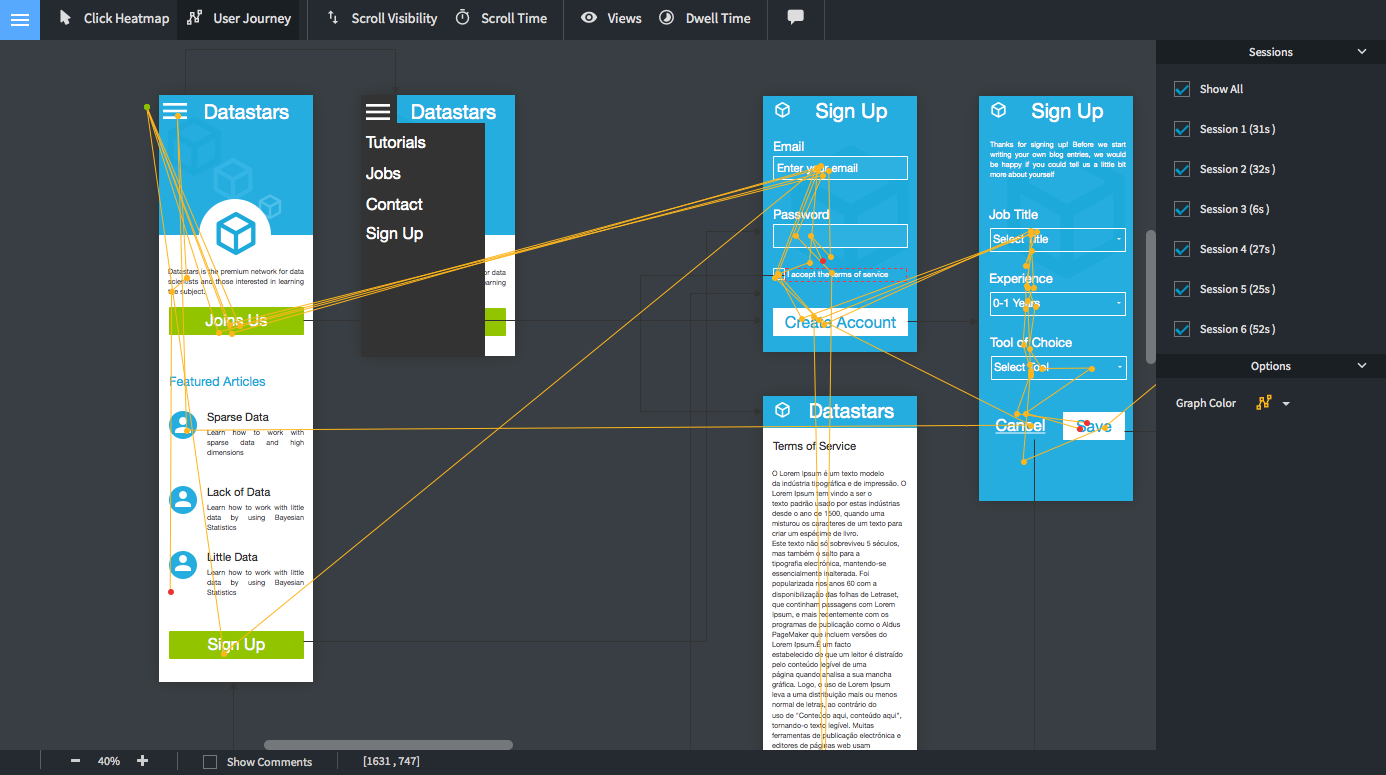 Click Heatmap
User Journey
Scroll Visibility
Scroll Time
Views
Dwell Time
Sessions
Show All
Session 1 (31s )
Session 2 (32s )
Session 3 (6s )
Session 4 (27s )
Session 5 (25s )
Session 6 (52s )
Options
Graph Color
Datastars
Datastars is the premium network for data
scientists and those interested in learning
the subject.
Joins Us
Featured Articles
Sparse Data
Learn how to work with
sparse data and high
dimensions
Lack of Data
Learn how to work with little
data by using Bayesian
Statistics
Little Data
Learn how to work with little
data by using Bayesian
Statistics
Sign Up
Datastars
Tutorials
Jobs
Contact
Sign Up
or data
earning
Sign Up
Email
Enter your email
Password
I accept the terms of service
Create Account
Datastars
Terms of Service
O Lorem Ipsum é um texto modelo
da indústria tipográfica e de impressão. O
Lorem Ipsum tem vindo a ser o
texto padrão usado por estas indústrias
desde o ano de 1500, quando uma
misturou os caracteres de um texto para
criar um espécime de livro.
Este texto não só sobreviveu 5 séculos,
mas também o salto para a
tipografia electrónica, mantendo-se
essencialmente inalterada. Foi
popularizada nos anos 60 com a
disponibilização das folhas de Letraset,
que continham passagens com Lorem
Ipsum, e mais recentemente com os
programas de publicação como o Aldus
PageMaker que incluem versões do
Lorem Ipsum.É um facto
estabelecido de que um leitor é distraído
pelo conteúdo legível de uma
página quando analisa a sua mancha
gráfica. Logo, o uso de Lorem Ipsum
leva a uma distribuição mais ou menos
normal de letras, ao contrário do
uso de "Conteúdo aqui, conteúdo aqui",
tornando-o texto legível. Muitas
ferramentas de publicação electrónica e
editores de páginas web usam
Sign Up
Thanks for signing up! Before we start
writing your own blog entries, we would
be happy if you could tell us a little bit
more about yourself
Job Title
Select Title
Experience
0-1 Years
Tool of Choice
Select Tool
Cancel
Save
40%
Show Comments
[1631 , 747]